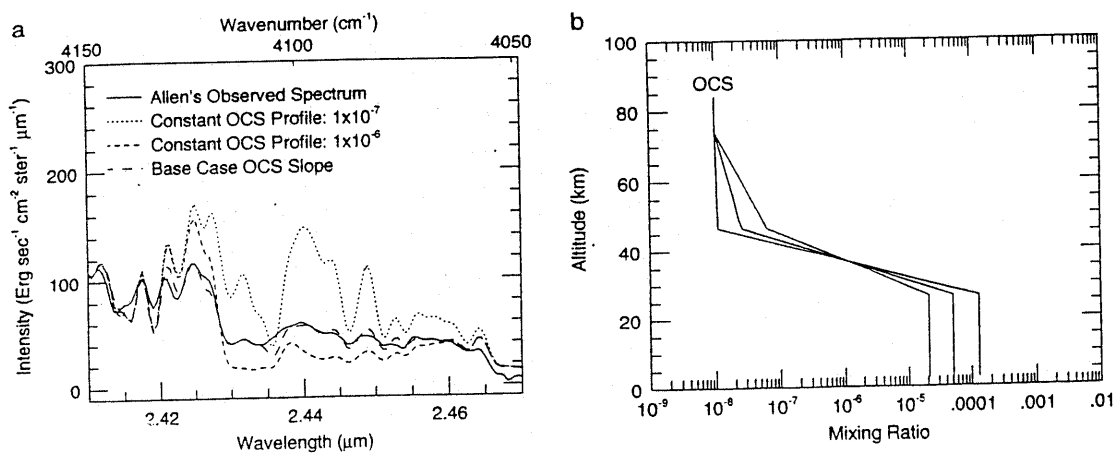 a
Wavenumber (cm-1)
4150 4100 4050
300
200
100
0
Intensity (Erg sec-1 cm-2 ster-1 µm-1)
Allen's Observed Spectrum
Constant OCS Profile: 1x10-7
Constant OCS Profile: 1x10-6
Base Case OCS Slope
2.42 2.44 2.46
Wavelength (µm)
b
100
80
60
40
20
0
Altitude (km)
OCS
10-9 10-8 10-7 10-6 10-5 .0001 .001 .01
Mixing Ratio